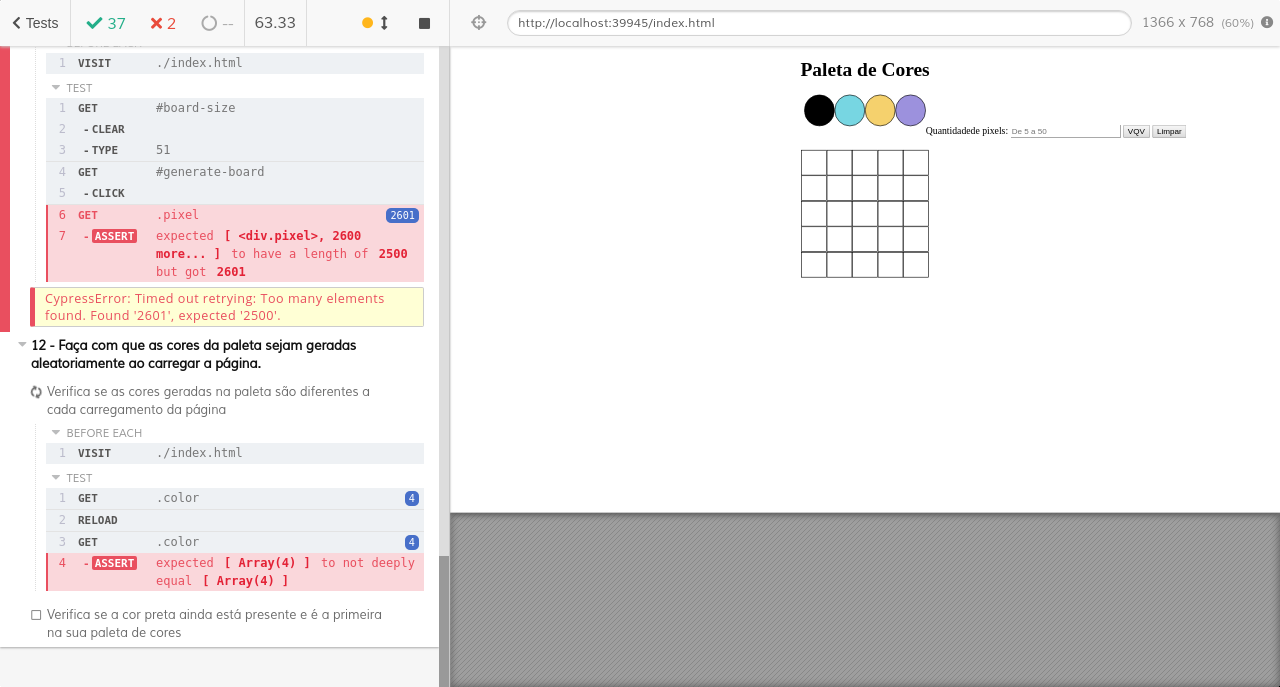 Tests 37 2 -- 63.33
http://localhost:39945/index.html 1366 x 768 (60%)
1 VISIT ./index.html
TEST
1 GET #board-size
2 - CLEAR
3 - TYPE 51
4 GET #generate-board
5 - CLICK
6 GET .pixel 2601
7 - ASSERT expected [ <div.pixel>, 2600
more... ] to have a length of 2500
but got 2601
CypressError: Timed out retrying: Too many elements
found. Found '2601', expected '2500'.
12 - Faça com que as cores da paleta sejam geradas
aleatoriamente ao carregar a página.
Verifica se as cores geradas na paleta são diferentes a
cada carregamento da página
BEFORE EACH
1 VISIT ./index.html
TEST
1 GET .color 4
2 RELOAD
3 GET .color 4
4 - ASSERT expected [ Array(4) ] to not deeply
equal [ Array(4) ]
Verifica se a cor preta ainda está presente e é a primeira
na sua paleta de cores
Paleta de Cores
Quantidadede pixels: De 5 a 50 VQV Limpar